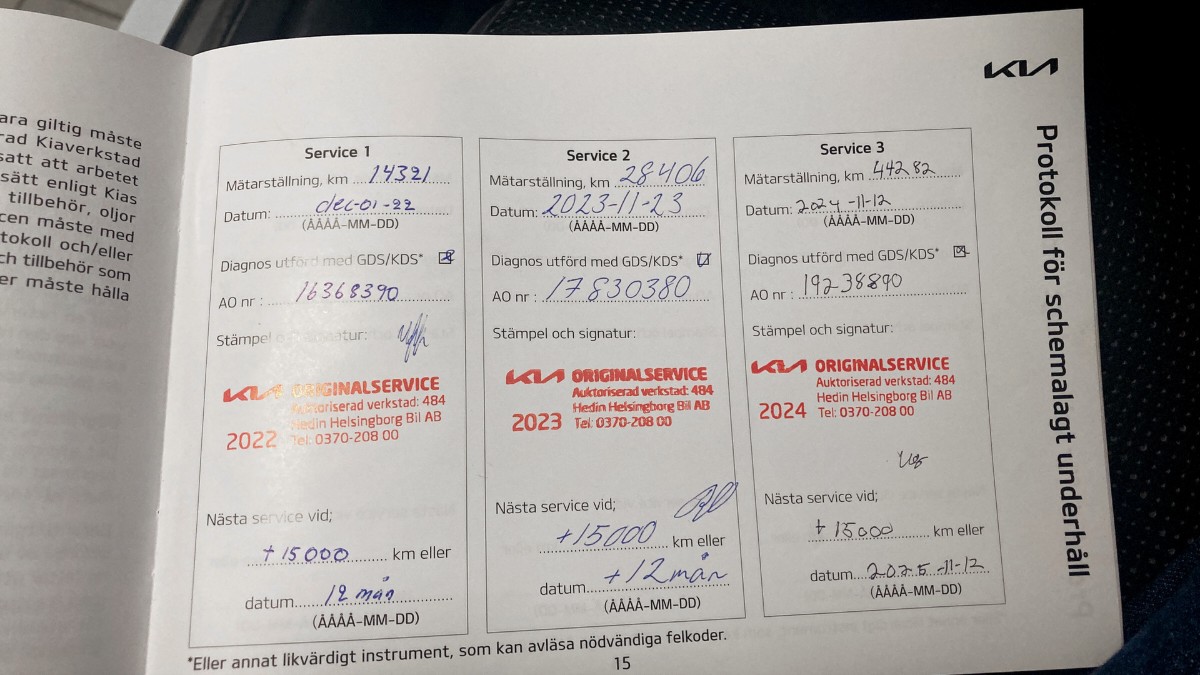 ara giltig måste
rad Kiaverkstad
satt att arbetet
sätt enligt Kias
tillbehör, oljor
cen måste med
tokoll och/eller
ch tillbehör som
er måste hålla
KIA
Protokoll för schemalagt underhåll
Service 1
Mätarställning, km 14321
Datum: dec-01-22
(ÅÅÅÅ-MM-DD)
Diagnos utförd med GDS/KDS*
AO nr : 16368390
Stämpel och signatur:
KIA ORIGINALSERVICE
Auktoriserad verkstad: 484
Hedin Helsingborg Bil AB
2022 Tel: 0370-208 00
Nästa service vid;
+15000 km eller
datum 12 mån
(ÅÅÅÅ-MM-DD)
Service 2
Mätarställning, km 28406
Datum: 2023-11-23
(ÅÅÅÅ-MM-DD)
Diagnos utförd med GDS/KDS*
AO nr : 17830380
Stämpel och signatur:
KIA ORIGINALSERVICE
Auktoriserad verkstad: 484
Hedin Helsingborg Bil AB
2023 Tel: 0370-208 00
Nästa service vid;
+15000 km eller
datum +12 mån
(ÅÅÅÅ-MM-DD)
Service 3
Mätarställning, km 44282
Datum: 2024-11-12
(ÅÅÅÅ-MM-DD)
Diagnos utförd med GDS/KDS*
AO nr : 19238890
Stämpel och signatur:
KIA ORIGINALSERVICE
Auktoriserad verkstad: 484
Hedin Helsingborg Bil AB
2024 Tel: 0370-208 00
Nästa service vid;
+15000 km eller
datum 2025-11-12
(ÅÅÅÅ-MM-DD)
*Eller annat likvärdigt instrument, som kan avläsa nödvändiga felkoder.
15